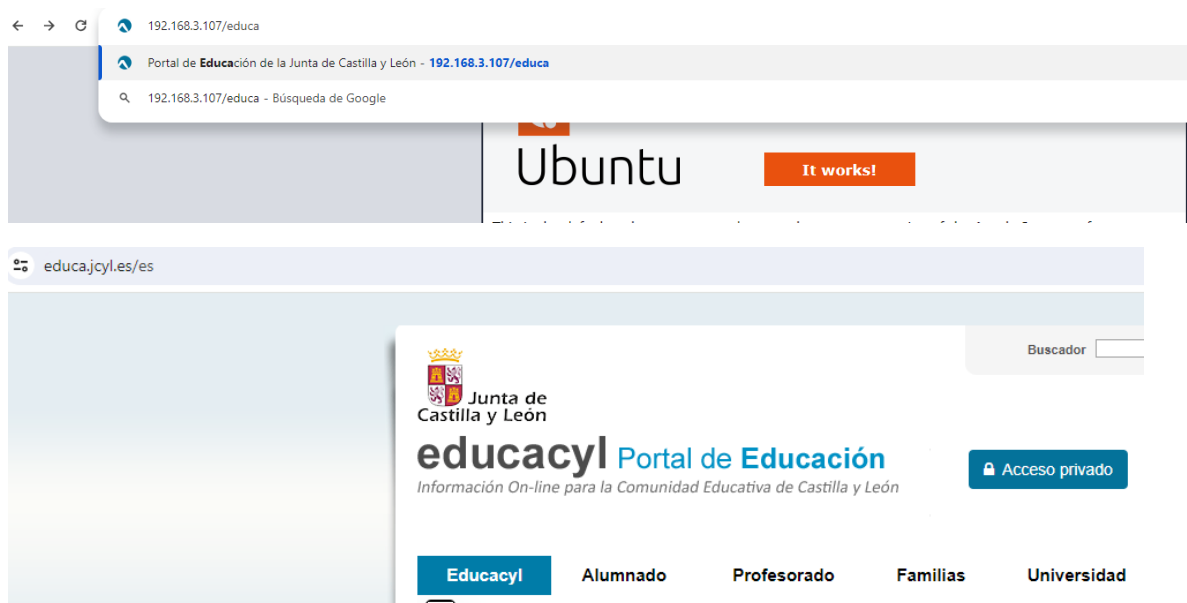 192.168.3.107/educa
Portal de Educación de la Junta de Castilla y León - 192.168.3.107/educa
192.168.3.107/educa - Búsqueda de Google
Ubuntu
It works!
educa.jcyl.es/es
Buscador
Junta de
Castilla y León
educacyl Portal de Educación
Acceso privado
Información On-line para la Comunidad Educativa de Castilla y León
Educacyl Alumnado Profesorado Familias Universidad